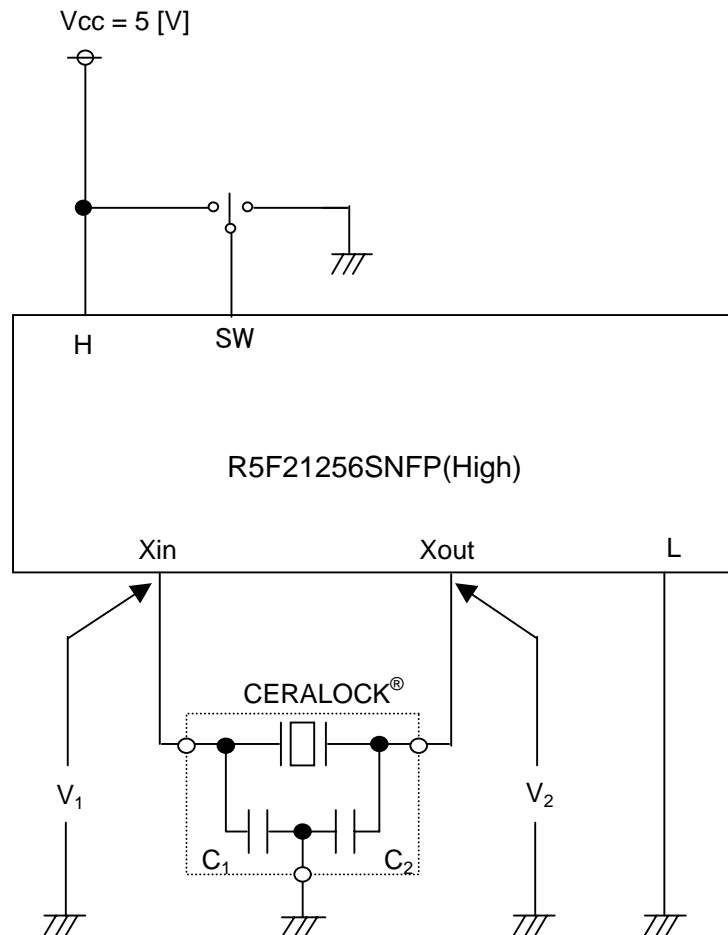 Vcc = 5 [V]
H
SW
R5F21256SNFP(High)
Xin
Xout
L
CERALOCK®
V₁
V₂
C₁
C₂